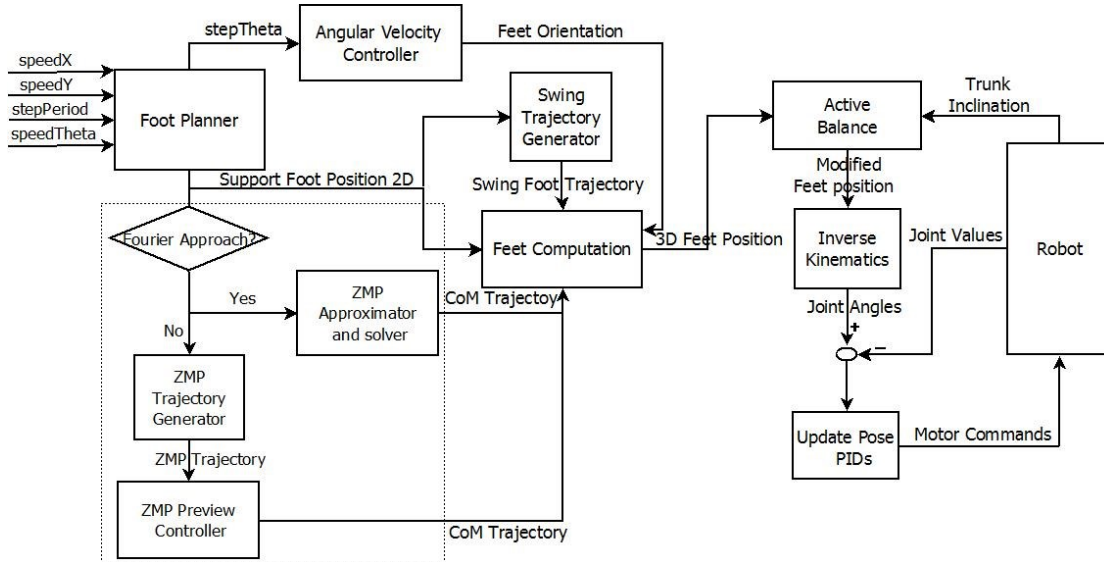 stepTheta
Angular Velocity
Controller
Feet Orientation
speedX
speedY
stepPeriod
speedTheta
Foot Planner
Swing
Trajectory
Generator
Active
Balance
Trunk
Inclination
Support Foot Position 2D
Swing Foot Trajectory
Modified
Feet position
Fourier Approach?
Feet Computation
3D Feet Position
Inverse
Kinematics
Joint Values
Robot
Yes
ZMP
Approximator
and solver
CoM Trajectoy
Joint Angles
+
−
No
ZMP
Trajectory
Generator
Update Pose
PIDs
Motor Commands
ZMP Trajectory
ZMP Preview
Controller
CoM Trajectory